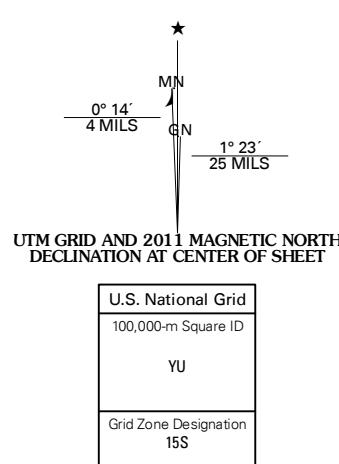 ★
MN
0° 14´
4 MILS
GN
1° 23´
25 MILS
UTM GRID AND 2011 MAGNETIC NORTH
DECLINATION AT CENTER OF SHEET
U.S. National Grid
100,000-m Square ID
YU
Grid Zone Designation
15S